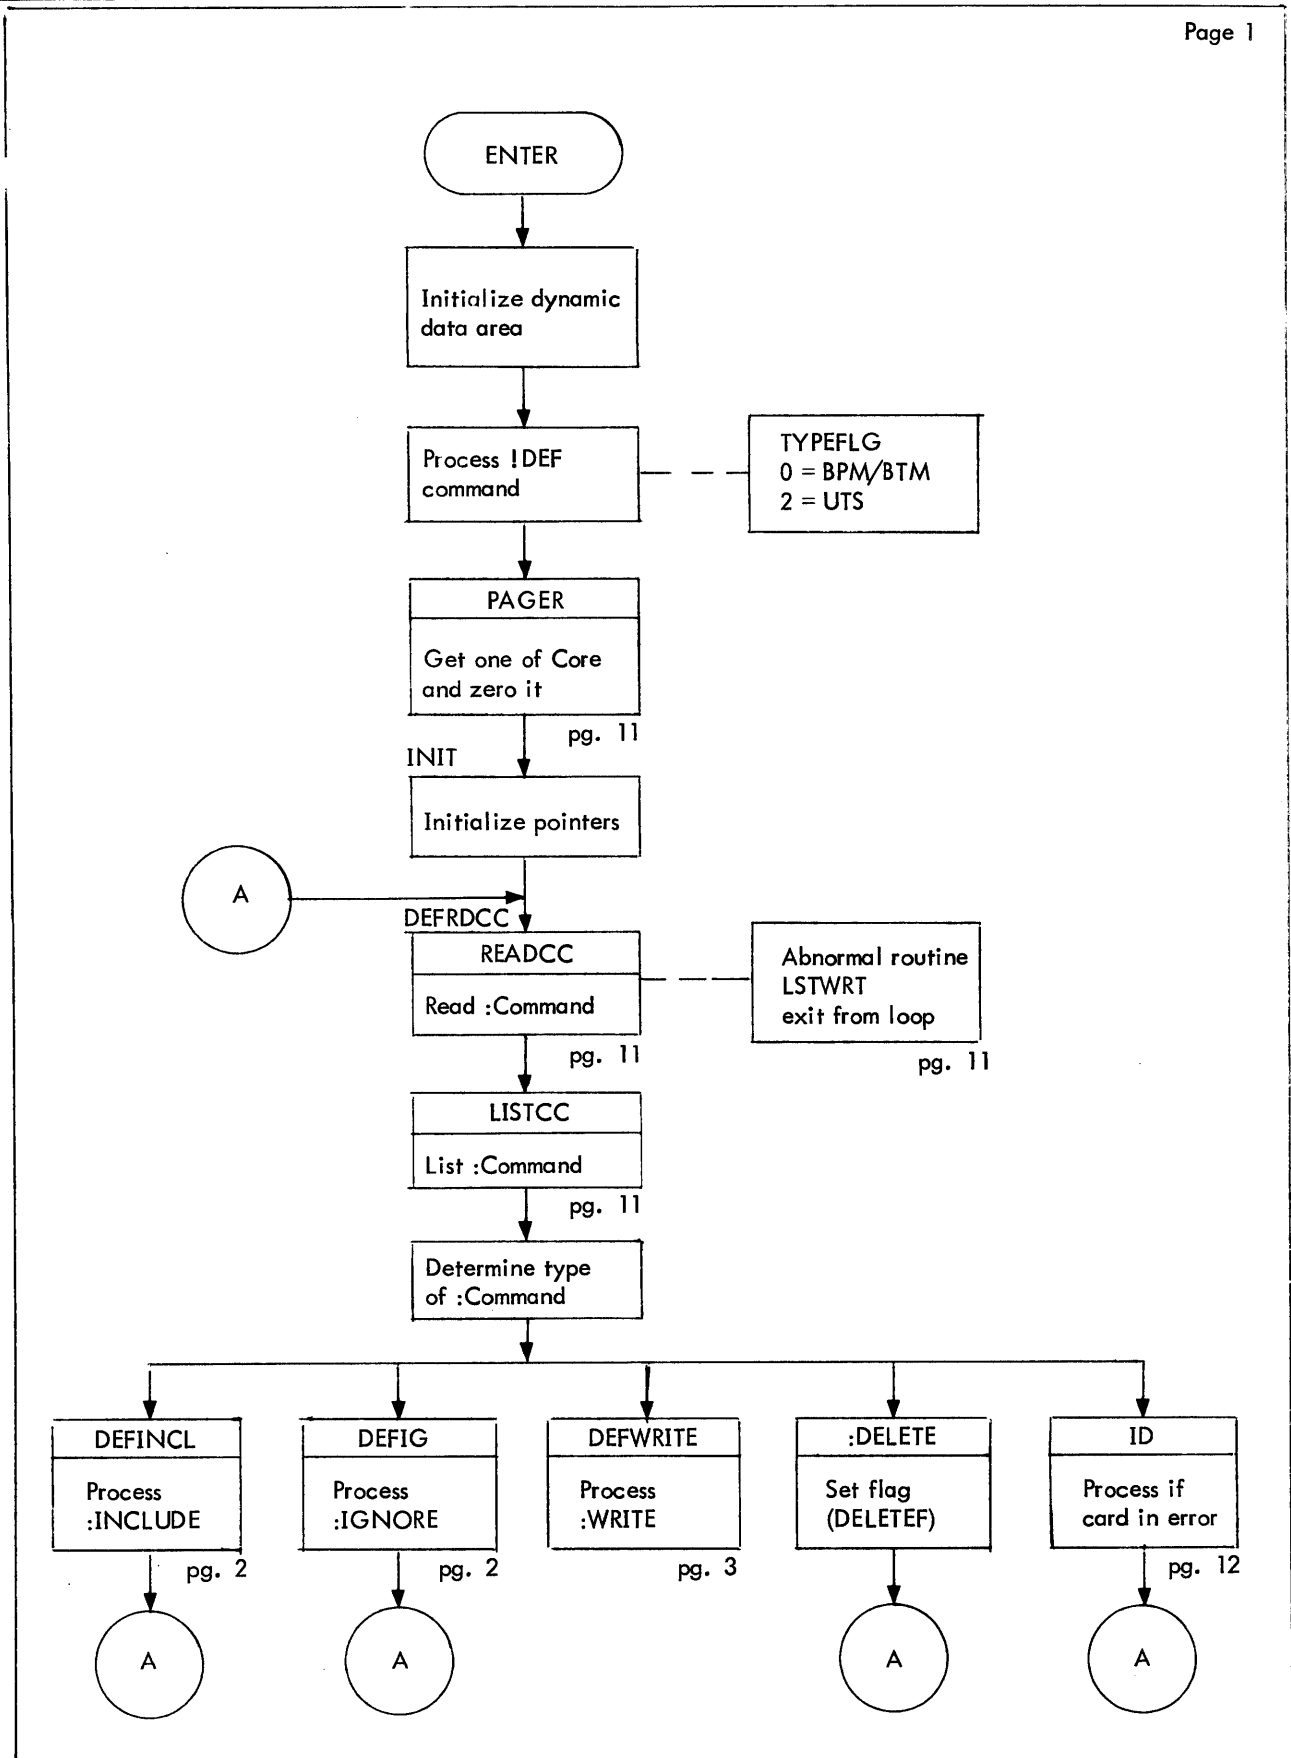 Page 1
ENTER
Initialize dynamic
data area
Process !DEF
command
TYPEFLG
0 = BPM/BTM
2 = UTS
PAGER
Get one of Core
and zero it
pg. 11
INIT
Initialize pointers
A
DEFRDCC
READCC
Read :Command
pg. 11
Abnormal routine
LSTWRT
exit from loop
pg. 11
LISTCC
List :Command
pg. 11
Determine type
of :Command
DEFINCL
Process
:INCLUDE
pg. 2
DEFIG
Process
:IGNORE
pg. 2
DEFWRITE
Process
:WRITE
pg. 3
:DELETE
Set flag
(DELETEF)
ID
Process if
card in error
pg. 12
A
A
A
A